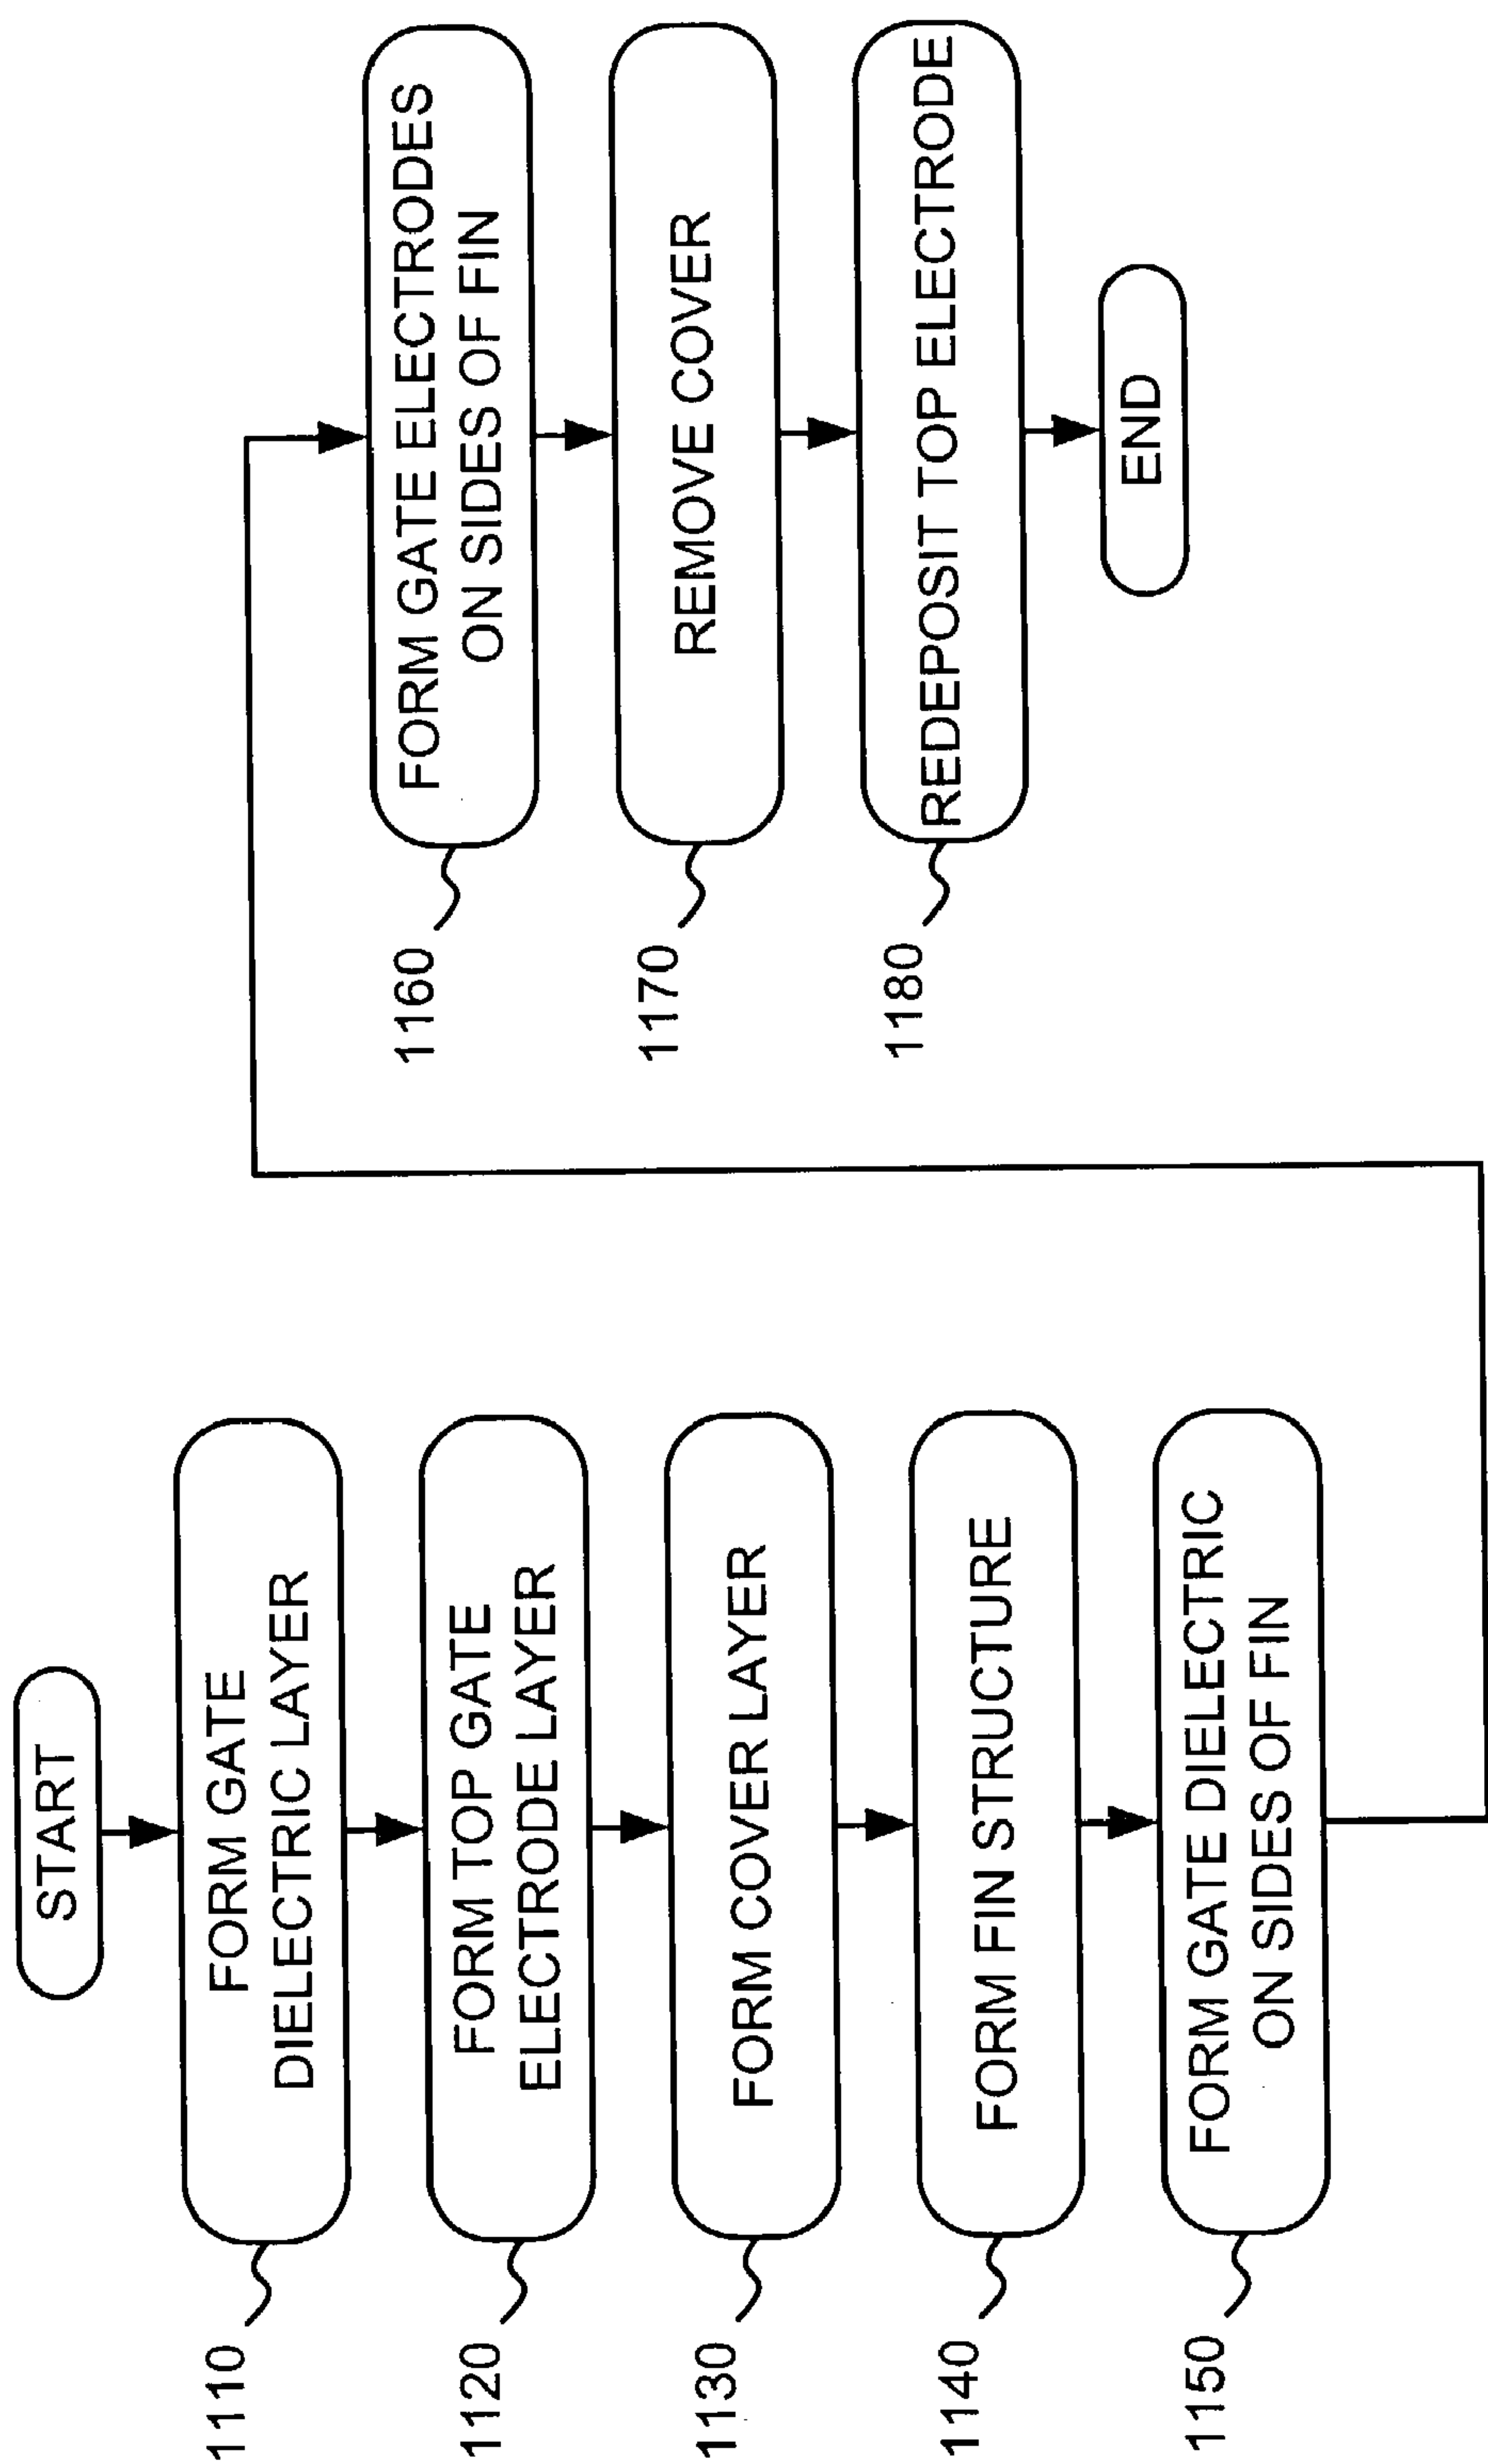 START
1110
FORM GATE
DIELECTRIC LAYER
1120
FORM TOP GATE
ELECTRODE LAYER
1130
FORM COVER LAYER
1140
FORM FIN STRUCTURE
1150
FORM GATE DIELECTRIC
ON SIDES OF FIN
1160
FORM GATE ELECTRODES
ON SIDES OF FIN
1170
REMOVE COVER
1180
REDEPOSIT TOP ELECTRODE
END